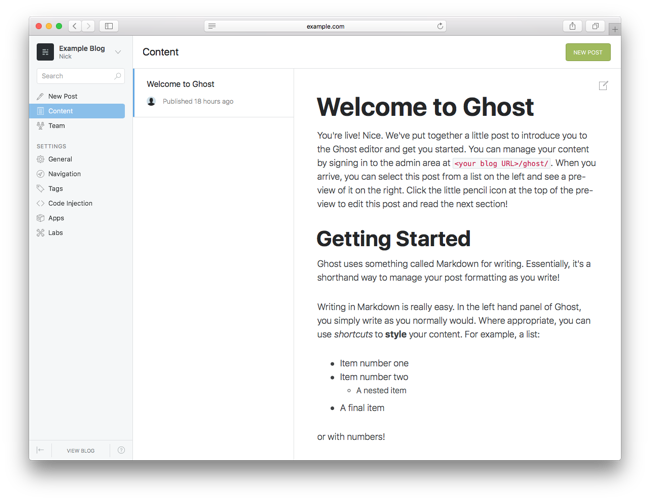 example.com
Example Blog
Nick
Search
New Post
Content
Team
SETTINGS
General
Navigation
Tags
Code Injection
Apps
Labs
VIEW BLOG
Content
NEW POST
Welcome to Ghost
Published 18 hours ago
Welcome to Ghost
You're live! Nice. We've put together a little post to introduce you to
the Ghost editor and get you started. You can manage your content
by signing in to the admin area at <your blog URL>/ghost/. When you
arrive, you can select this post from a list on the left and see a pre-
view of it on the right. Click the little pencil icon at the top of the pre-
view to edit this post and read the next section!
Getting Started
Ghost uses something called Markdown for writing. Essentially, it's a
shorthand way to manage your post formatting as you write!
Writing in Markdown is really easy. In the left hand panel of Ghost,
you simply write as you normally would. Where appropriate, you can
use shortcuts to style your content. For example, a list:
Item number one
Item number two
A nested item
A final item
or with numbers!